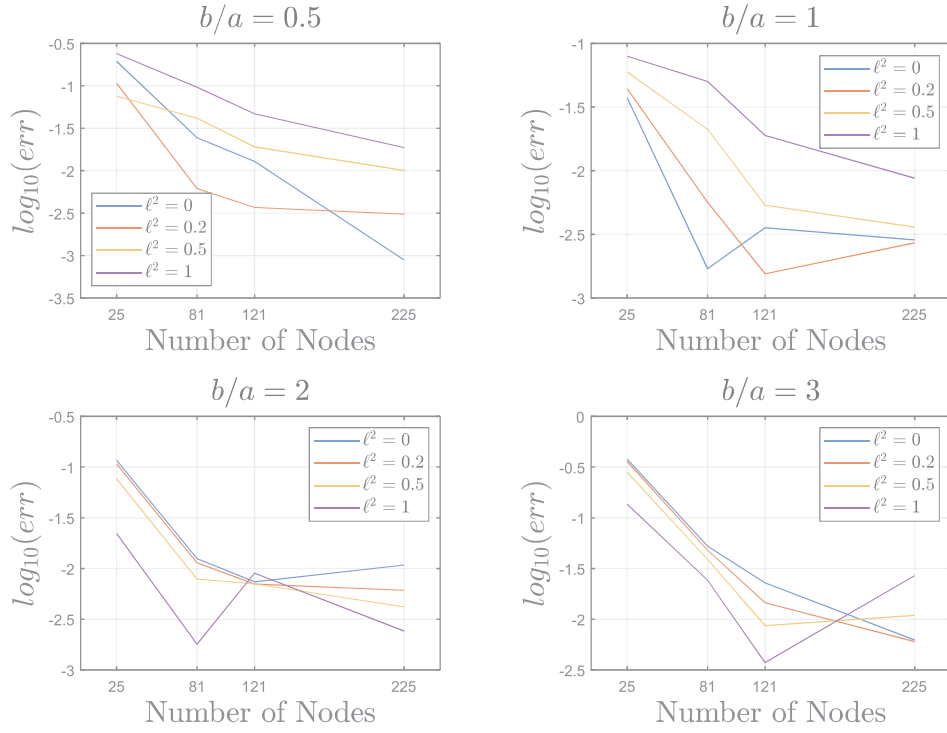 b/a = 0.5
-0.5
-1
-1.5
-2
-2.5
-3
-3.5
log₁₀(err)
ℓ² = 0
ℓ² = 0.2
ℓ² = 0.5
ℓ² = 1
25 81 121 225
Number of Nodes
b/a = 1
-1
-1.5
-2
-2.5
-3
log₁₀(err)
ℓ² = 0
ℓ² = 0.2
ℓ² = 0.5
ℓ² = 1
25 81 121 225
Number of Nodes
b/a = 2
-0.5
-1
-1.5
-2
-2.5
-3
log₁₀(err)
ℓ² = 0
ℓ² = 0.2
ℓ² = 0.5
ℓ² = 1
25 81 121 225
Number of Nodes
b/a = 3
0
-0.5
-1
-1.5
-2
-2.5
log₁₀(err)
ℓ² = 0
ℓ² = 0.2
ℓ² = 0.5
ℓ² = 1
25 81 121 225
Number of Nodes